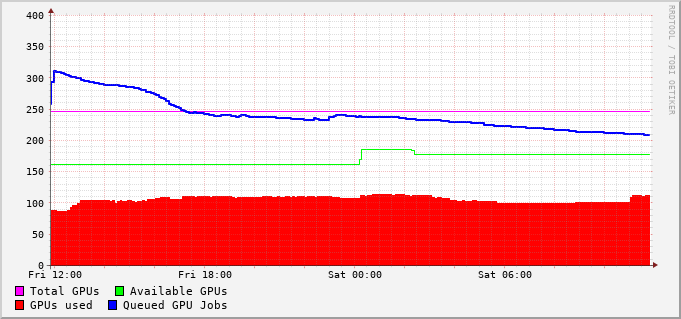 400
350
300
250
200
150
100
50
0
Fri 12:00 Fri 18:00 Sat 00:00 Sat 06:00
Total GPUs Available GPUs
GPUs used Queued GPU Jobs
RRDTOOL / TOBI OETIKER